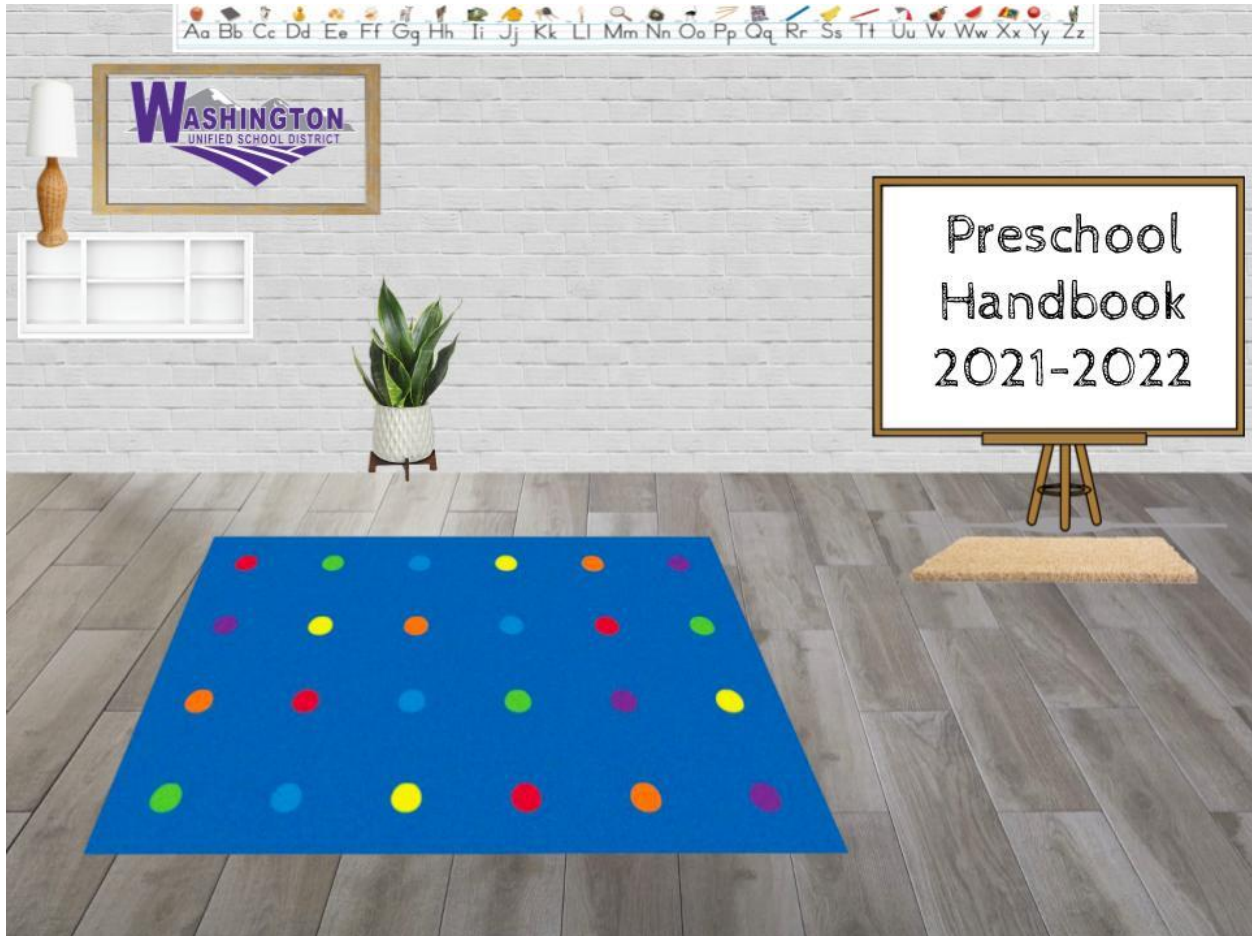 Aa Bb Cc Dd Ee Ff Gg Hh Ii Jj Kk Ll Mm Nn Oo Pp Qq Rr Ss Tt Uu Vv Ww Xx Yy Zz
WASHINGTON
UNIFIED SCHOOL DISTRICT
Preschool
Handbook
2021-2022